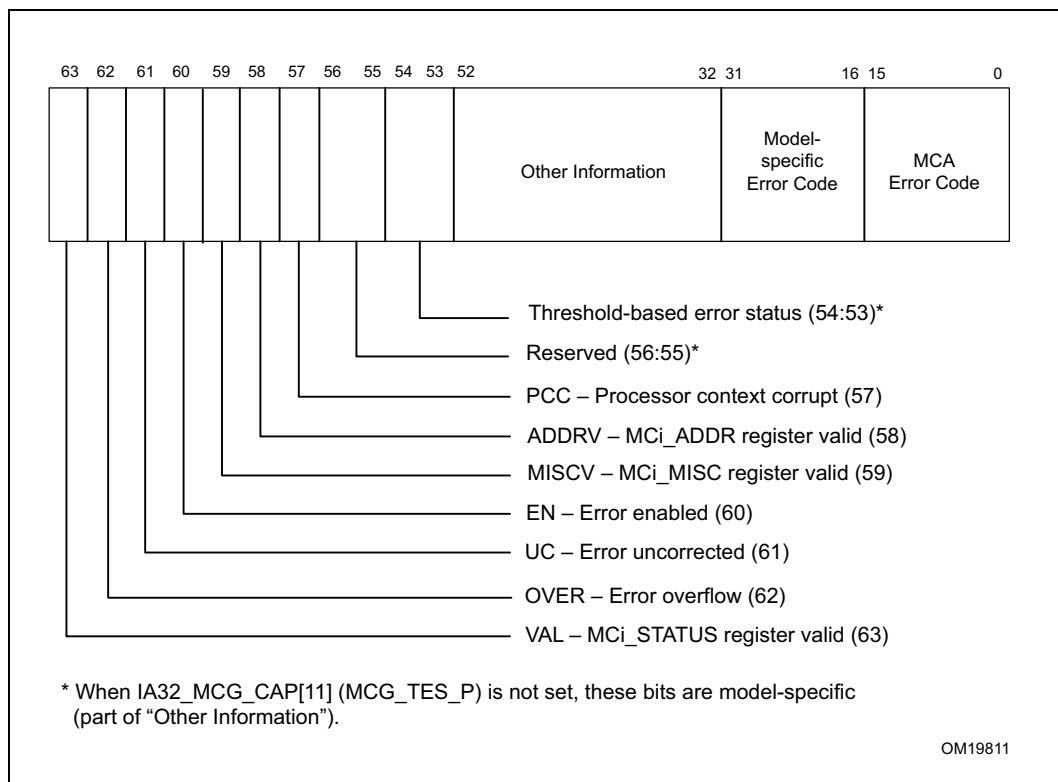 63 62 61 60 59 58 57 56 55 54 53 52 32 31 16 15 0
Other Information
Model-
specific
Error Code
MCA
Error Code
Threshold-based error status (54:53)*
Reserved (56:55)*
PCC – Processor context corrupt (57)
ADDRV – MCi_ADDR register valid (58)
MISCV – MCi_MISC register valid (59)
EN – Error enabled (60)
UC – Error uncorrected (61)
OVER – Error overflow (62)
VAL – MCi_STATUS register valid (63)
* When IA32_MCG_CAP[11] (MCG_TES_P) is not set, these bits are model-specific
(part of “Other Information”).
OM19811